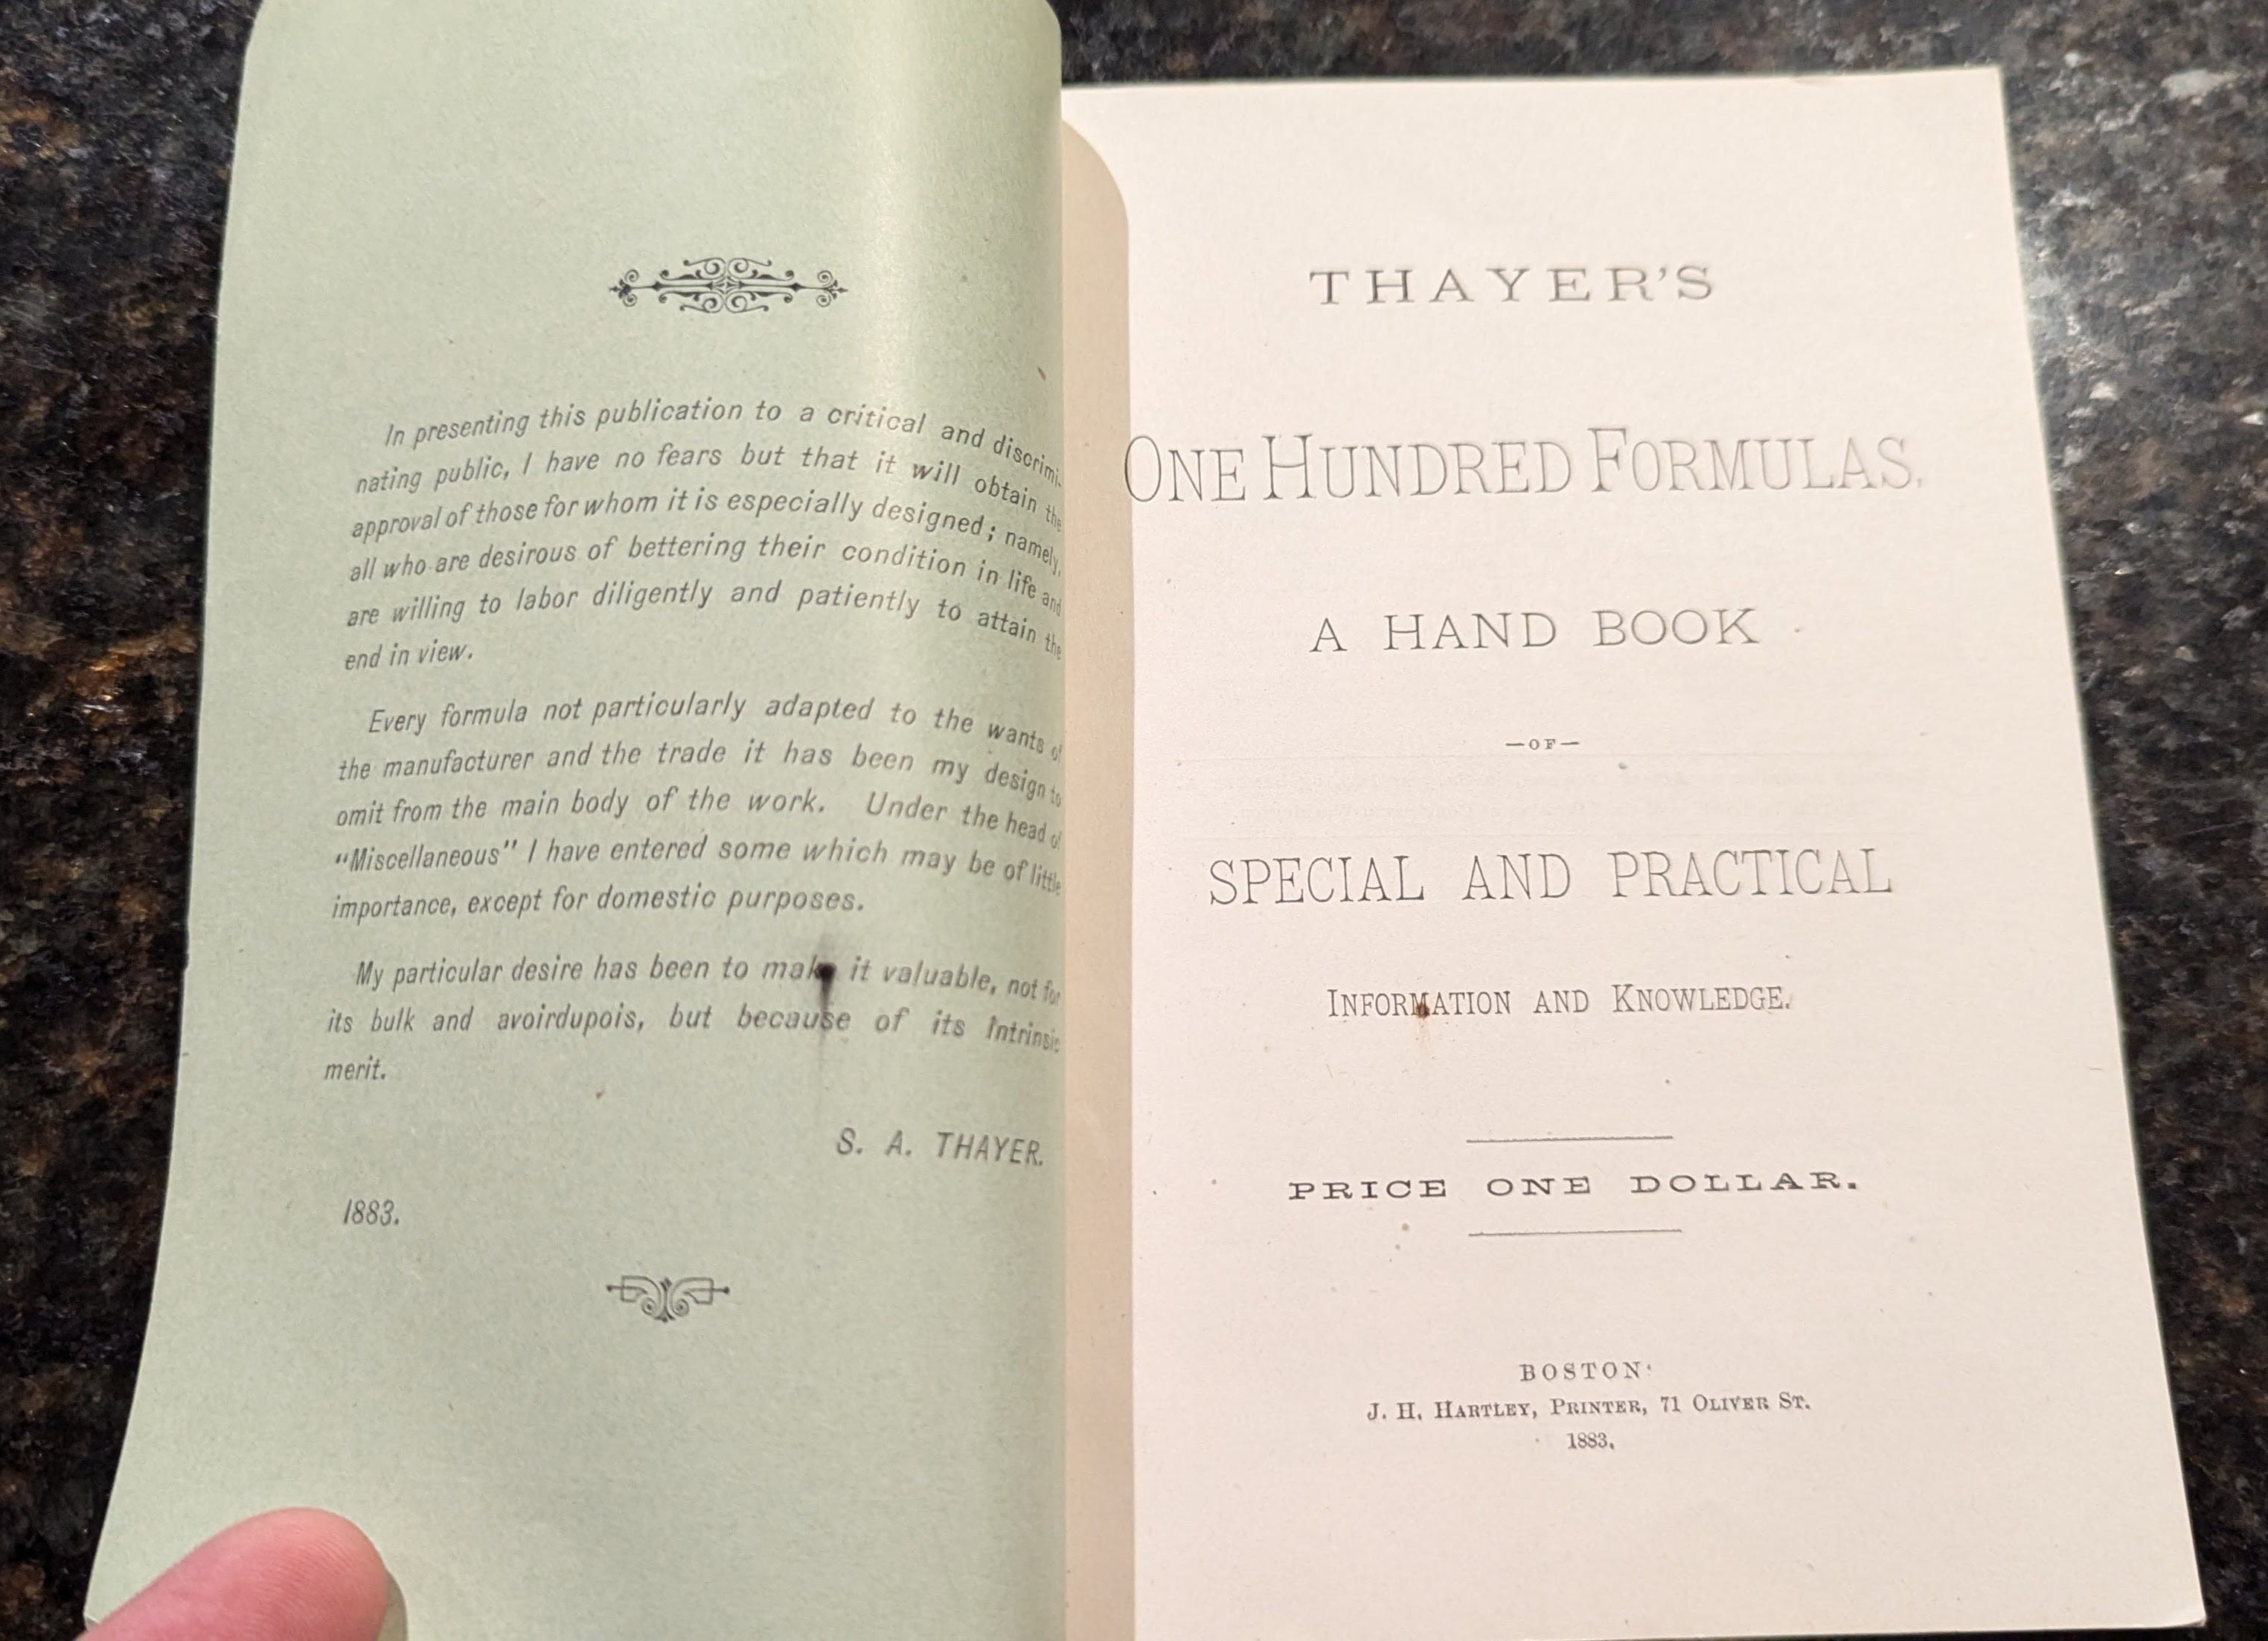 In presenting this publication to a critical and discrimi-
nating public, I have no fears but that it will obtain the
approval of those for whom it is especially designed; namely,
all who are desirous of bettering their condition in life and
are willing to labor diligently and patiently to attain the
end in view.
Every formula not particularly adapted to the wants of
the manufacturer and the trade it has been my design to
omit from the main body of the work. Under the head of
"Miscellaneous" I have entered some which may be of little
importance, except for domestic purposes.
My particular desire has been to make it valuable, not for
its bulk and avoirdupois, but because of its intrinsic
merit.
S. A. THAYER.
1883.
THAYER'S
ONE HUNDRED FORMULAS.
A HAND BOOK
—OF—
SPECIAL AND PRACTICAL
INFORMATION AND KNOWLEDGE.
PRICE ONE DOLLAR.
BOSTON:
J. H. HARTLEY, PRINTER, 71 OLIVER ST.
1883.